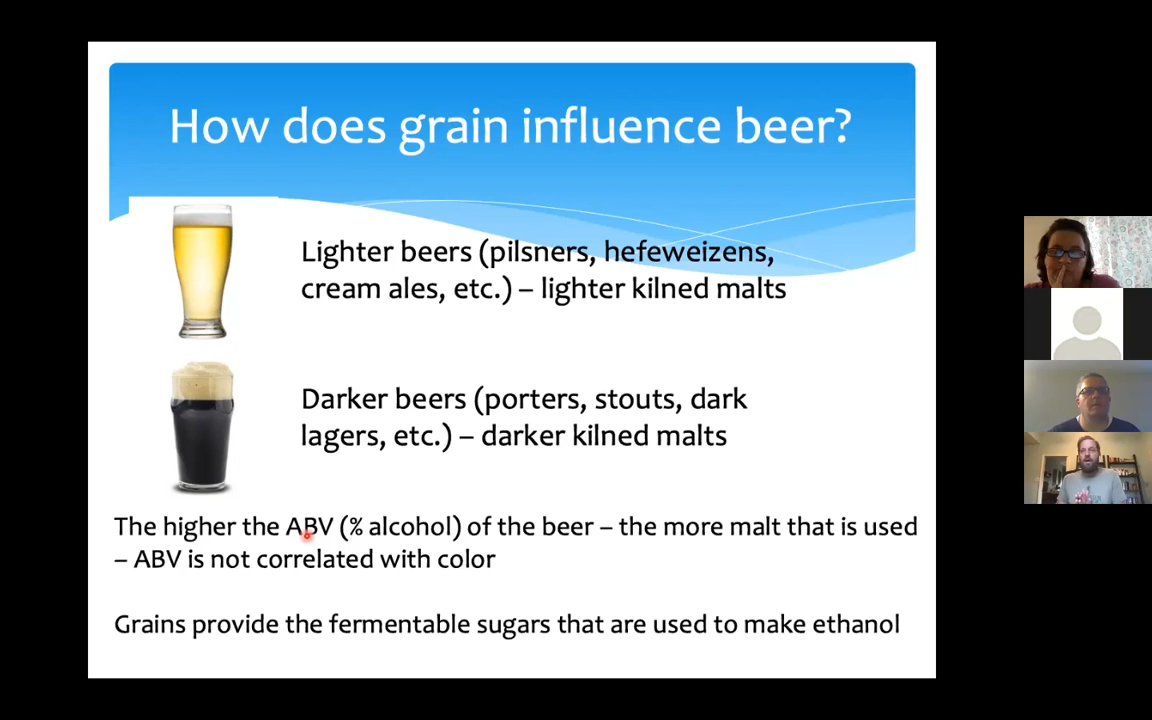 How does grain influence beer?
Lighter beers (pilsners, hefeweizens,
cream ales, etc.) – lighter kilned malts
Darker beers (porters, stouts, dark
lagers, etc.) – darker kilned malts
The higher the ABV (% alcohol) of the beer – the more malt that is used
– ABV is not correlated with color
Grains provide the fermentable sugars that are used to make ethanol